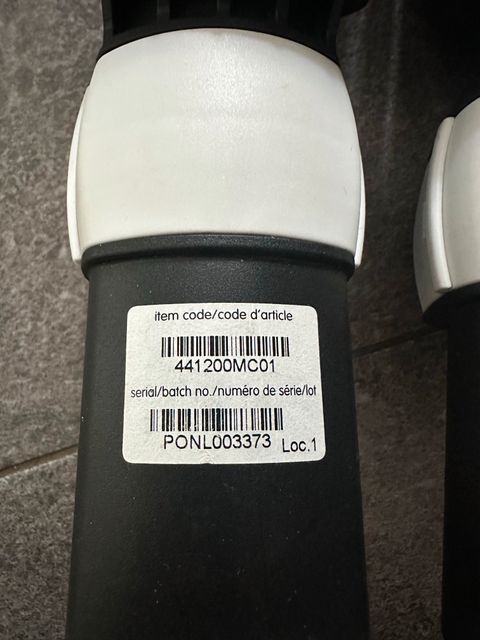 item code/code d'article
441200MC01
serial/batch no./numéro de série/lot
PONL003373 Loc.1